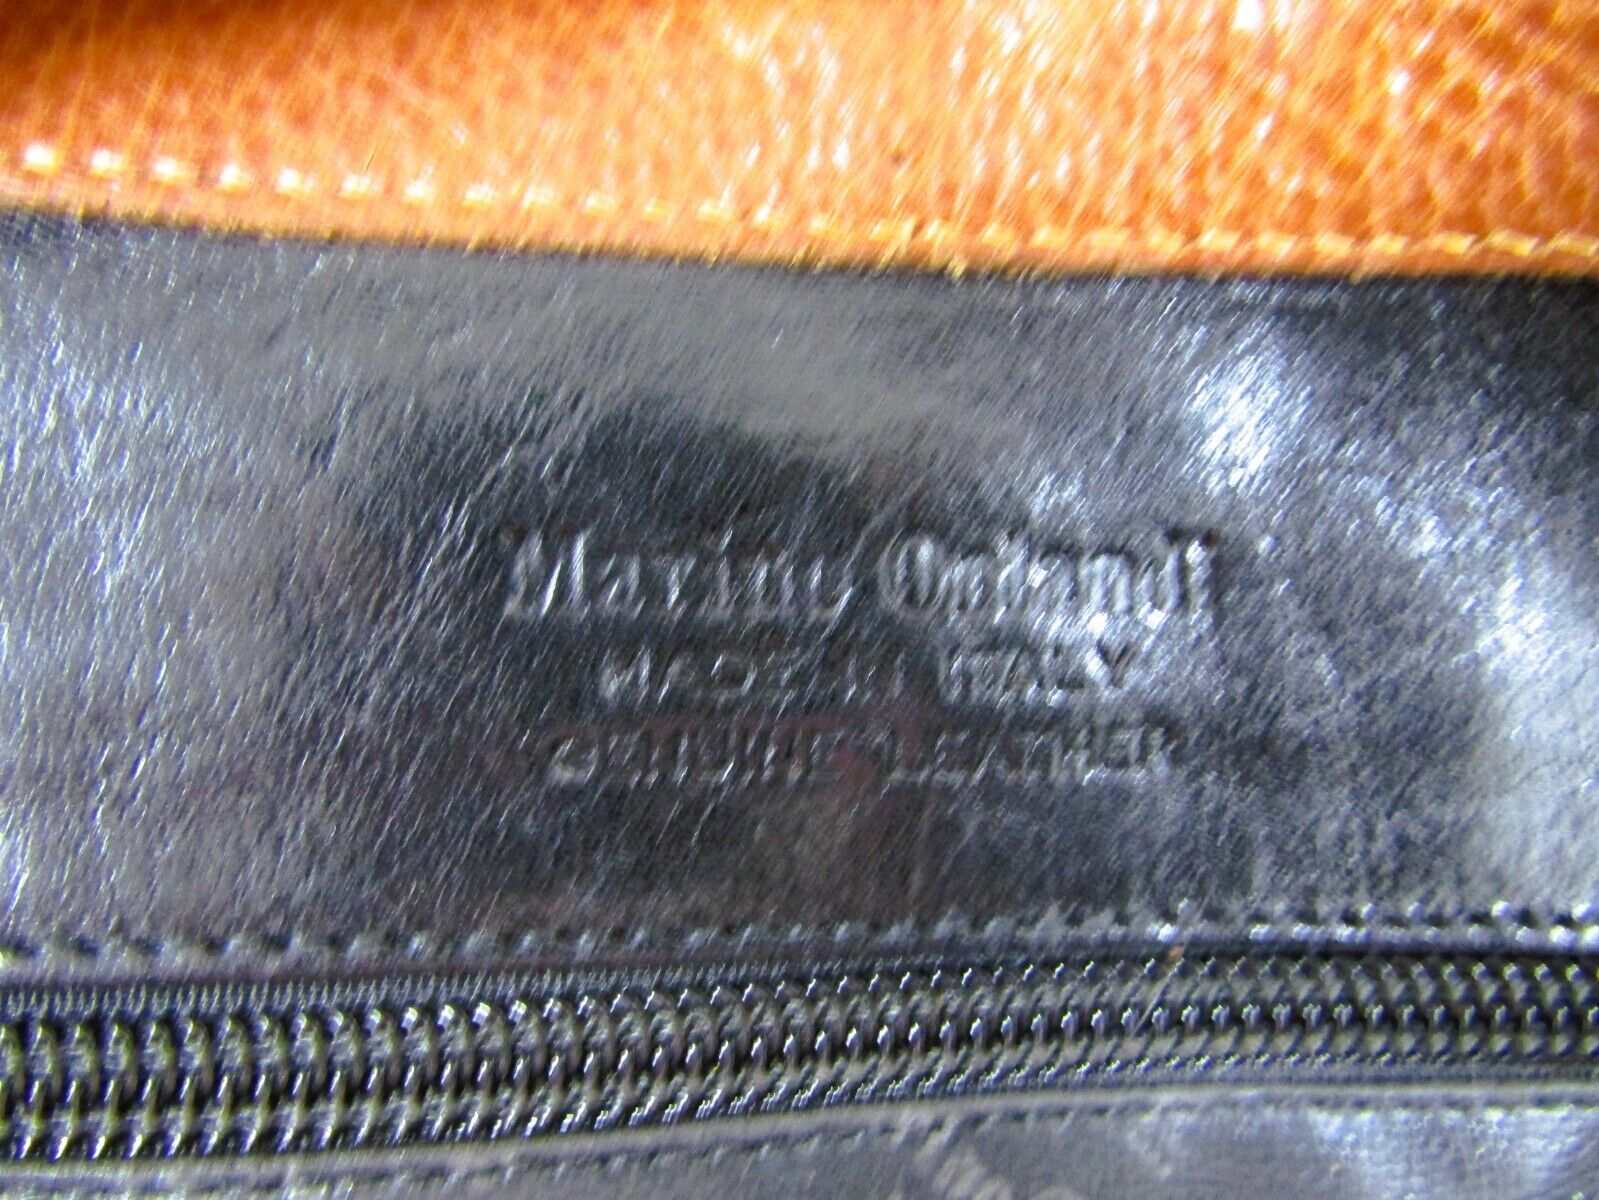 Marino Orlandi
MADE IN ITALY
GENUINE LEATHER